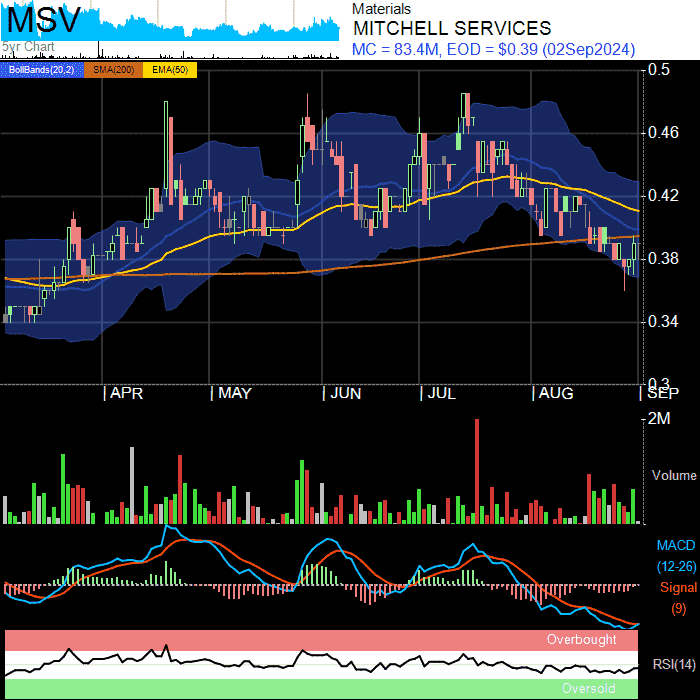 MSV
5yr Chart
Materials
MITCHELL SERVICES
MC = 83.4M, EOD = $0.39 (02Sep2024)
BollBands(20,2) SMA(200) EMA(50)
0.5
0.46
0.42
0.38
0.34
0.3
APR MAY JUN JUL AUG SEP
2M
Volume
MACD
(12-26)
Signal
(9)
Overbought
RSI(14)
Oversold